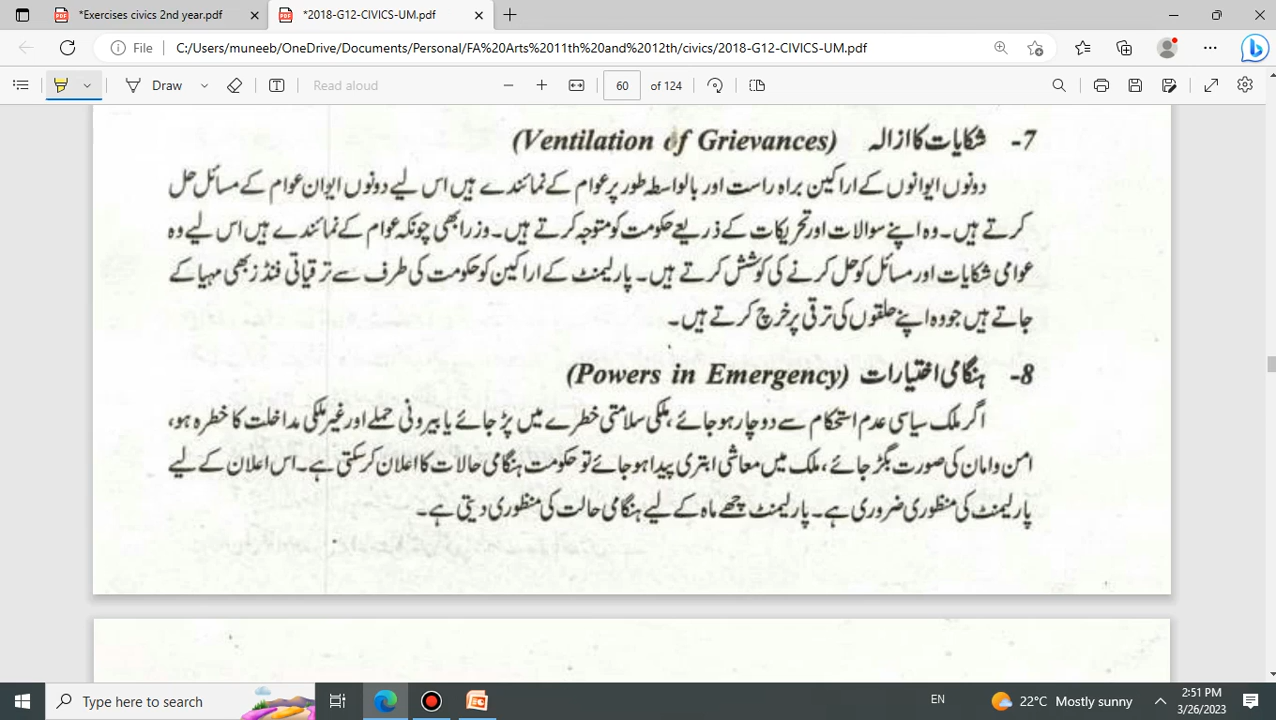 *Exercises civics 2nd year.pdf
*2018-G12-CIVICS-UM.pdf
File C:/Users/muneeb/OneDrive/Documents/Personal/FA%20Arts%2011th%20and%2012th/civics/2018-G12-CIVICS-UM.pdf
Draw Read aloud 60 of 124
7- شکایات کا ازالہ (Ventilation of Grievances)
دونوں ایوانوں کے اراکین براہ راست اور بالواسطہ طور پر عوام کے نمائندے ہیں اس لیے دونوں ایوان عوام کے مسائل حل
کرتے ہیں۔ وہ اپنے سوالات اور تحریکات کے ذریعے حکومت کو متوجہ کرتے ہیں۔ وزرا بھی چونکہ عوام کے نمائندے ہیں اس لیے وہ
عوامی شکایات اور مسائل کو حل کرنے کی کوشش کرتے ہیں۔ پارلیمنٹ کے اراکین کو حکومت کی طرف سے ترقیاتی فنڈز بھی مہیا کے
جاتے ہیں جو وہ اپنے حلقوں کی ترقی پر خرچ کرتے ہیں۔
8- ہنگامی اختیارات (Powers in Emergency)
اگر ملک سیاسی عدم استحکام سے دوچار ہو جائے، ملکی سلامتی خطرے میں پڑ جائے یا بیرونی حملے اور غیر ملکی مداخلت کا خطرہ ہو،
امن و امان کی صورت بگڑ جائے، ملک میں معاشی ابتری پیدا ہو جائے تو حکومت ہنگامی حالات کا اعلان کر سکتی ہے۔ اس اعلان کے لیے
پارلیمنٹ کی منظوری ضروری ہے۔ پارلیمنٹ چھے ماہ کے لیے ہنگامی حالت کی منظوری دیتی ہے۔
Type here to search
EN
22°C Mostly sunny
2:51 PM
3/26/2023